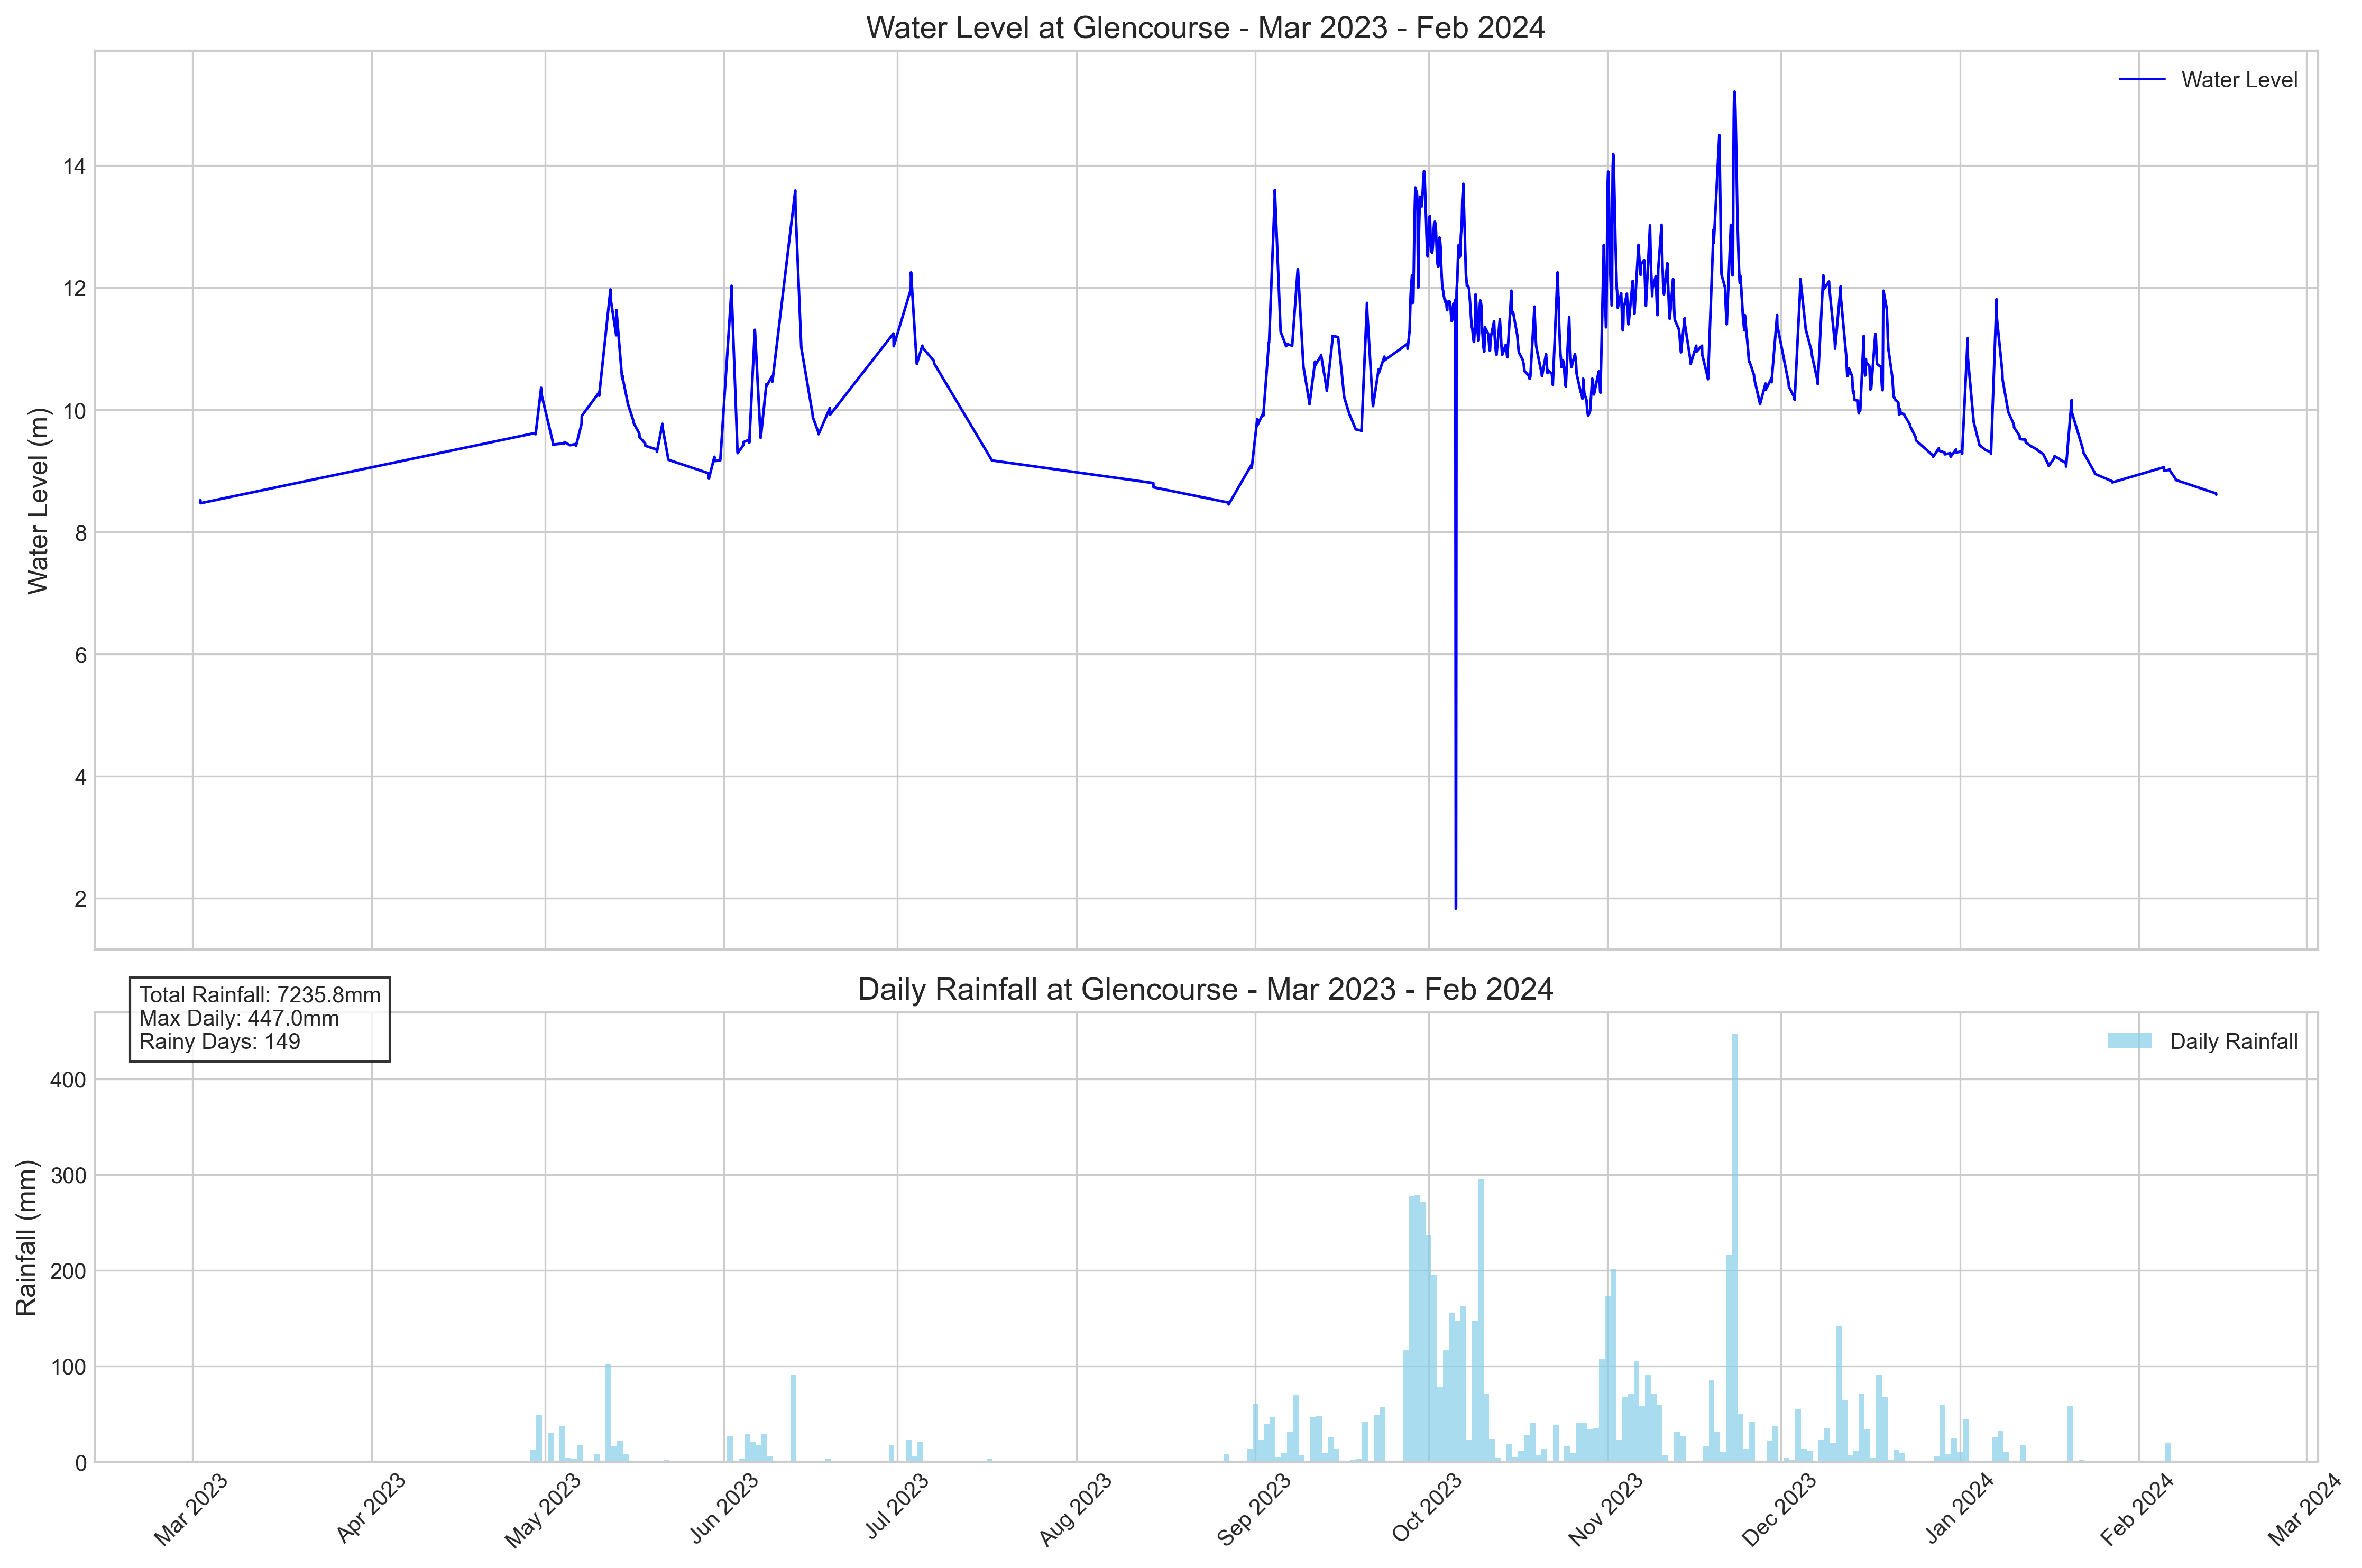 Water Level at Glencourse - Mar 2023 - Feb 2024
Water Level
Water Level (m)
14
12
10
8
6
4
2
Total Rainfall: 7235.8mm
Max Daily: 447.0mm
Rainy Days: 149
Daily Rainfall at Glencourse - Mar 2023 - Feb 2024
Daily Rainfall
Rainfall (mm)
400
300
200
100
0
Mar 2023
Apr 2023
May 2023
Jun 2023
Jul 2023
Aug 2023
Sep 2023
Oct 2023
Nov 2023
Dec 2023
Jan 2024
Feb 2024
Mar 2024